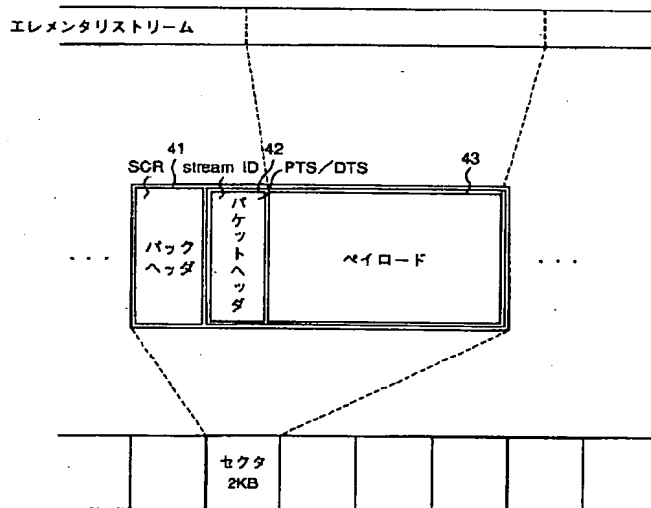 エレメンタリストリーム
41
42
43
SCR stream ID PTS/DTS
パック
ヘッダ
パケットヘッダ
ペイロード
・・・
・・・
セクタ
2KB